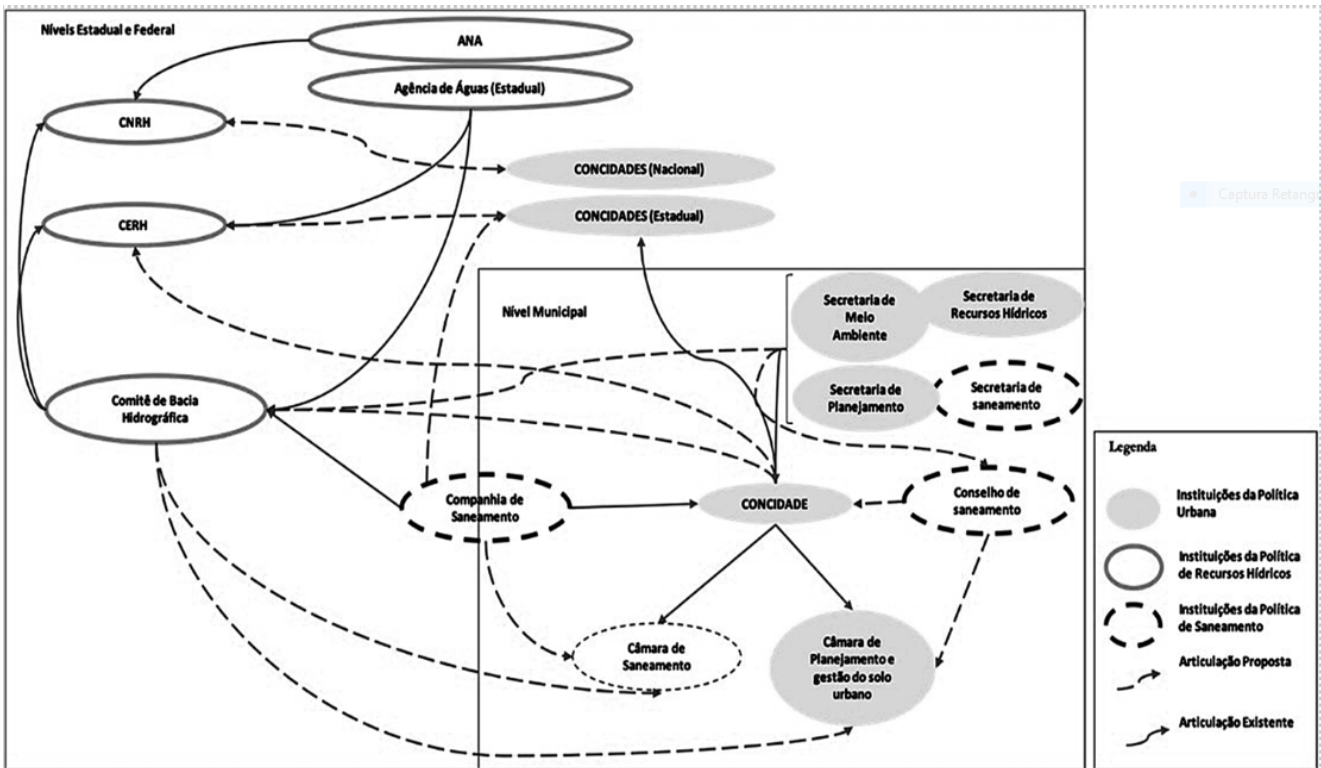 Níveis Estadual e Federal
ANA
Agência de Águas (Estadual)
CNRH
CONCIDADES (Nacional)
CERH
CONCIDADES (Estadual)
Captura Retang
Nível Municipal
Secretaria de
Meio
Ambiente
Secretaria de
Recursos Hídricos
Secretaria de
Planejamento
Secretaria de
saneamento
Comitê de Bacia
Hidrográfica
Companhia de
Saneamento
CONCIDADE
Conselho de
saneamento
Câmara de
Saneamento
Câmara de
Planejamento e
gestão do solo
urbano
Legenda
Instituições da Política
Urbana
Instituições da Política
de Recursos Hídricos
Instituições da Política
de Saneamento
Articulação Proposta
Articulação Existente